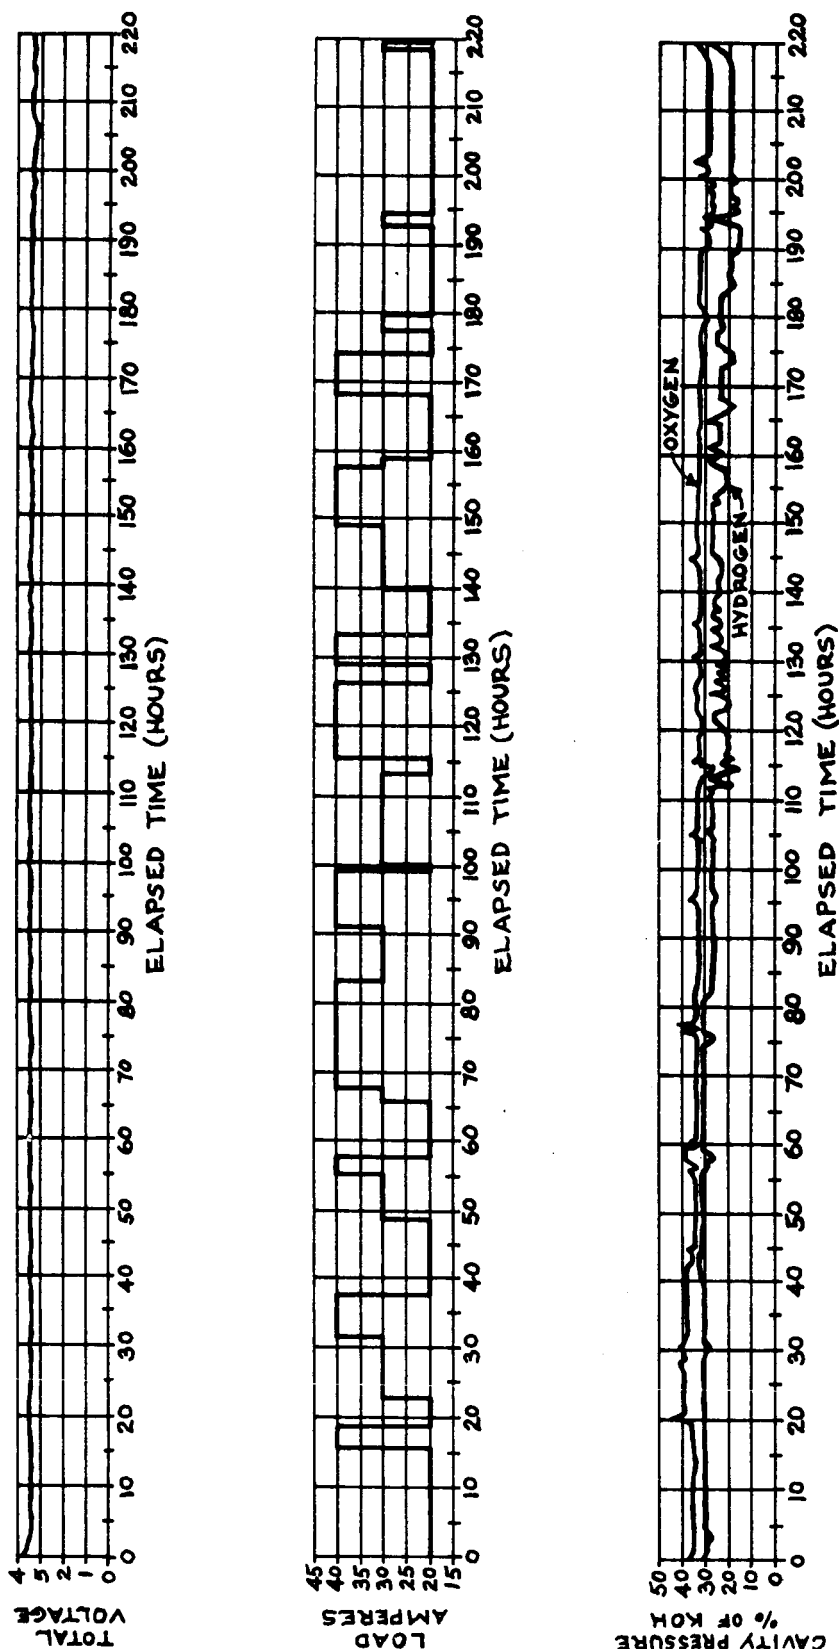 TOTAL
VOLTAGE
4
3
2
1
0
0 10 20 30 40 50 60 70 80 90 100 110 120 130 140 150 160 170 180 190 200 210 220
ELAPSED TIME (HOURS)
LOAD
AMPERES
45
40
35
30
25
20
15
0 10 20 30 40 50 60 70 80 90 100 110 120 130 140 150 160 170 180 190 200 210 220
ELAPSED TIME (HOURS)
CAVITY PRESSURE
% OF KOH
50
40
30
20
10
0
OXYGEN
HYDROGEN
0 10 20 30 40 50 60 70 80 90 100 110 120 130 140 150 160 170 180 190 200 210 220
ELAPSED TIME (HOURS)